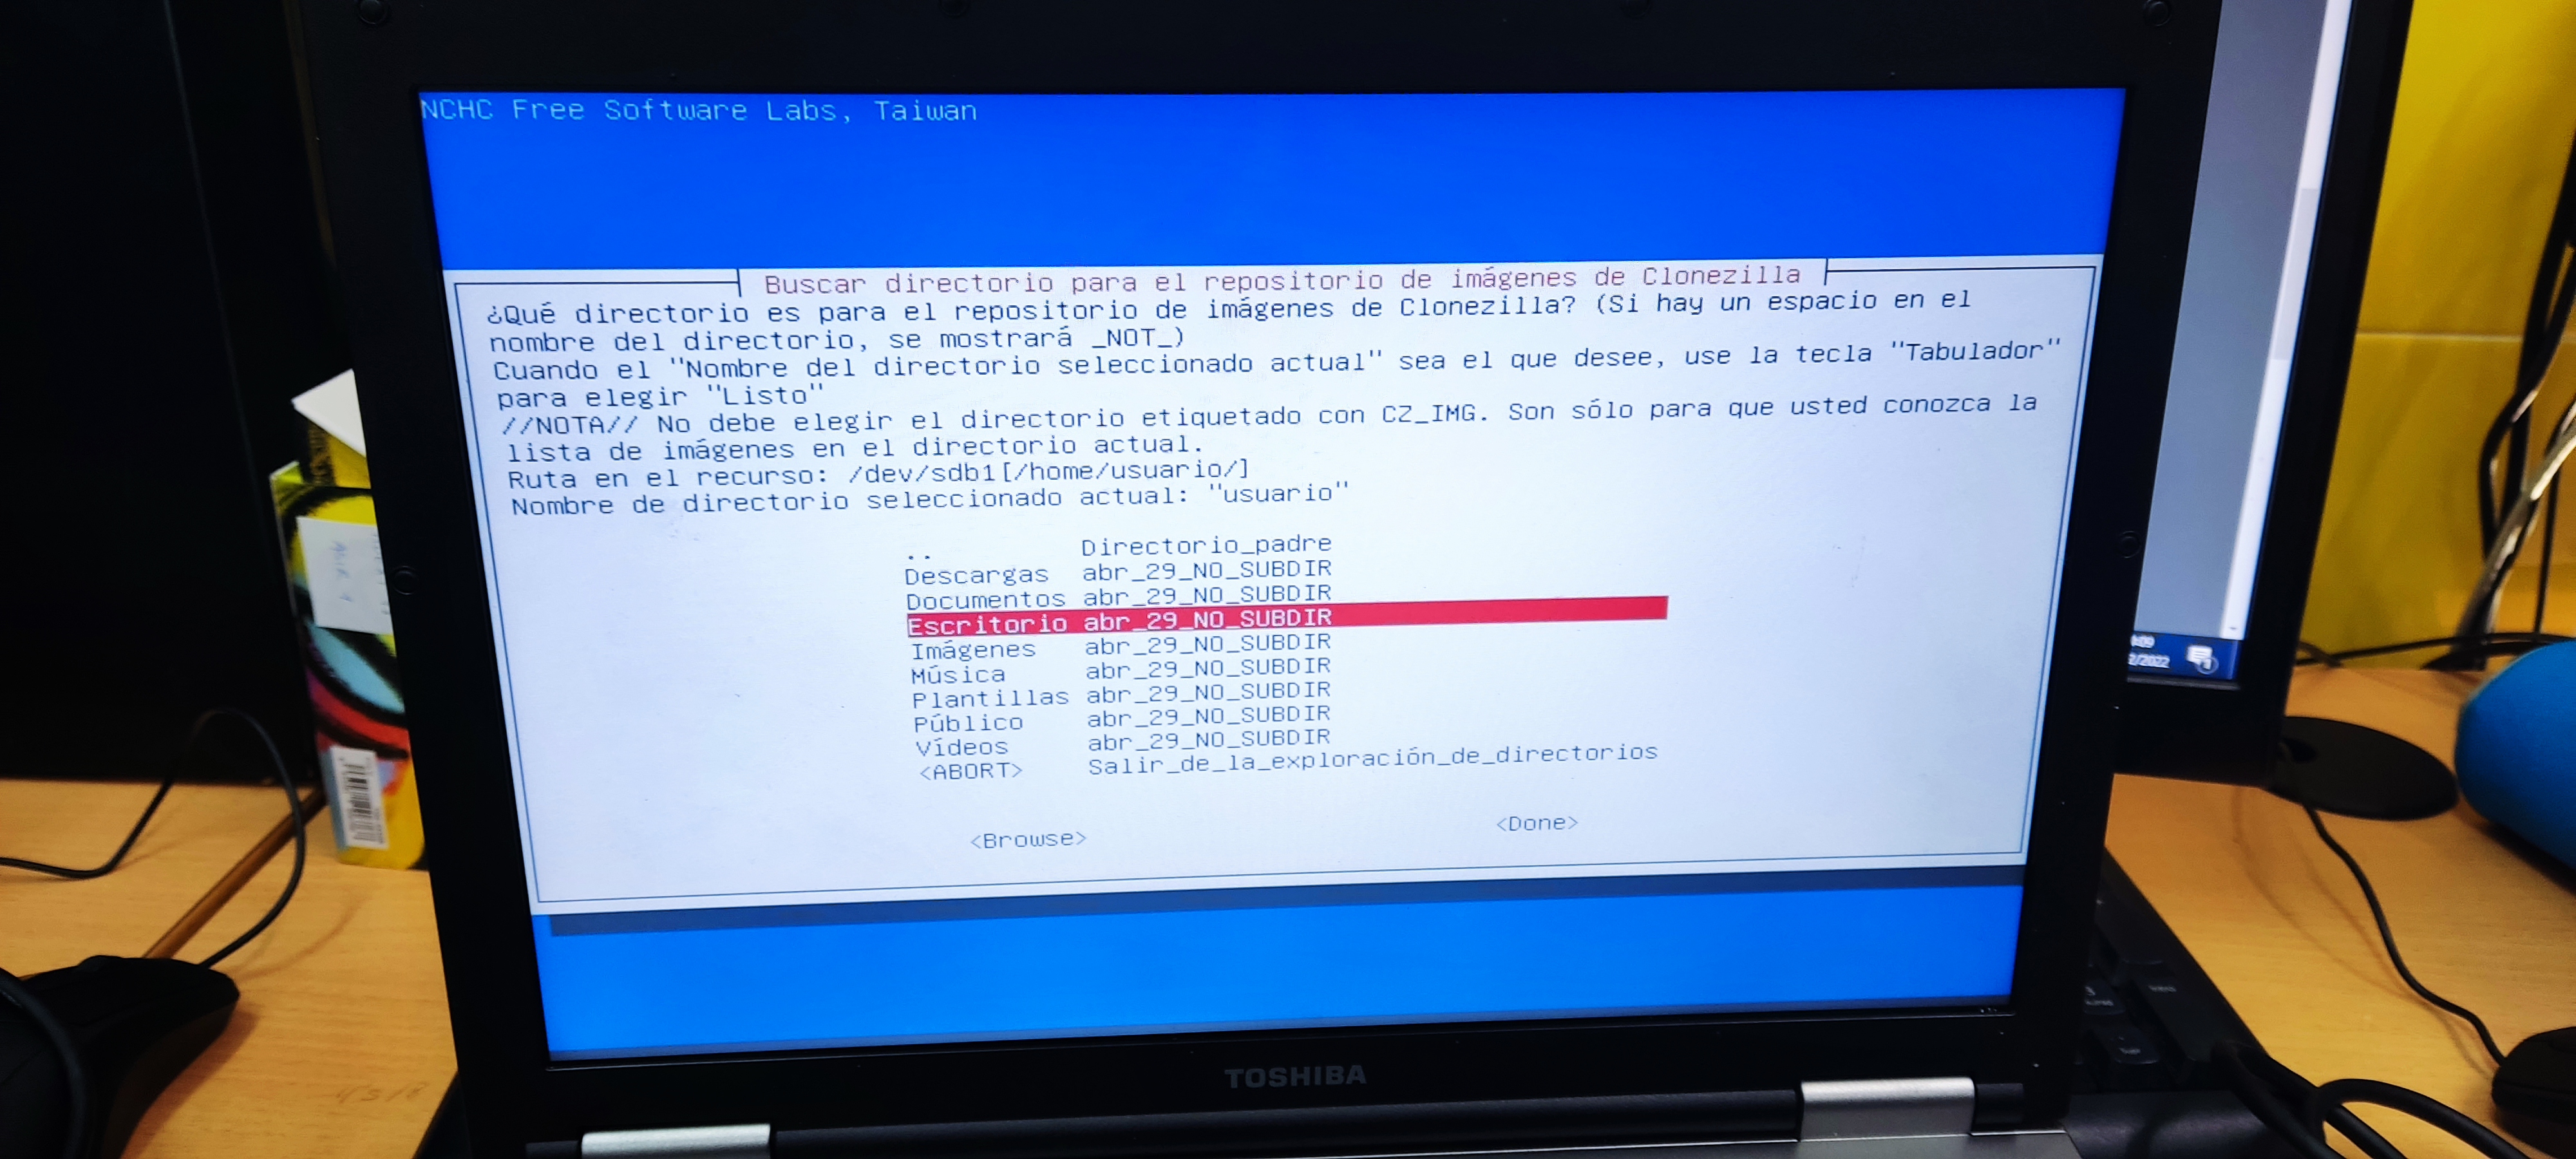 NCHC Free Software Labs, Taiwan
Buscar directorio para el repositorio de imágenes de Clonezilla
¿Qué directorio es para el repositorio de imágenes de Clonezilla? (Si hay un espacio en el
nombre del directorio, se mostrará _NOT_)
Cuando el "Nombre del directorio seleccionado actual" sea el que desee, use la tecla "Tabulador"
para elegir "Listo"
//NOTA// No debe elegir el directorio etiquetado con CZ_IMG. Son sólo para que usted conozca la
lista de imágenes en el directorio actual.
Ruta en el recurso: /dev/sdb1[/home/usuario/]
Nombre de directorio seleccionado actual: "usuario"
.. Directorio_padre
Descargas abr_29_NO_SUBDIR
Documentos abr_29_NO_SUBDIR
Escritorio abr_29_NO_SUBDIR
Imágenes abr_29_NO_SUBDIR
Música abr_29_NO_SUBDIR
Plantillas abr_29_NO_SUBDIR
Público abr_29_NO_SUBDIR
Vídeos abr_29_NO_SUBDIR
<ABORT> Salir_de_la_exploración_de_directorios
<Browse> <Done>
TOSHIBA